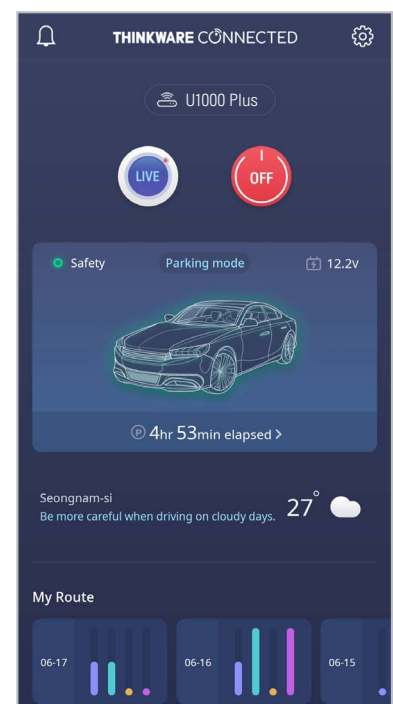 THINKWARE CONNECTED
U1000 Plus
LIVE
OFF
Safety
Parking mode
12.2v
P 4hr 53min elapsed >
Seongnam-si
27°
Be more careful when driving on cloudy days.
My Route
06-17
06-16
06-15